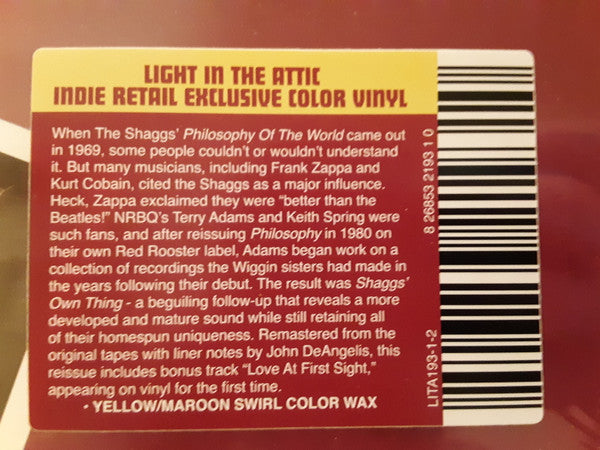 LIGHT IN THE ATTIC
INDIE RETAIL EXCLUSIVE COLOR VINYL
When The Shaggs' Philosophy Of The World came out
in 1969, some people couldn't or wouldn't understand
it. But many musicians, including Frank Zappa and
Kurt Cobain, cited the Shaggs as a major influence.
Heck, Zappa exclaimed they were "better than the
Beatles!" NRBQ's Terry Adams and Keith Spring were
such fans, and after reissuing Philosophy in 1980 on
their own Red Rooster label, Adams began work on a
collection of recordings the Wiggin sisters had made in
the years following their debut. The result was Shaggs'
Own Thing - a beguiling follow-up that reveals a more
developed and mature sound while still retaining all
of their homespun uniqueness. Remastered from the
original tapes with liner notes by John DeAngelis, this
reissue includes bonus track "Love At First Sight,"
appearing on vinyl for the first time.
- YELLOW/MAROON SWIRL COLOR WAX
8 26853 2193 1 0
LITA193-1-2